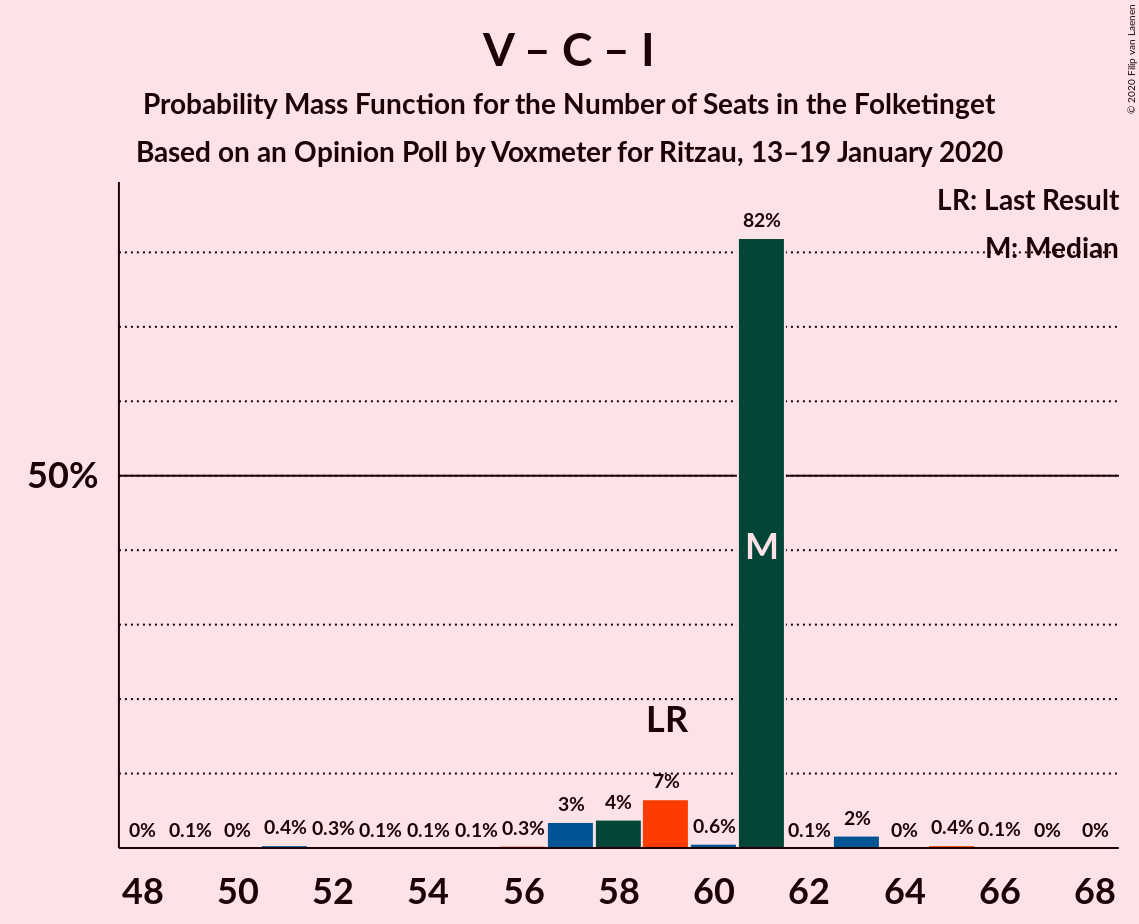 V – C – I
Probability Mass Function for the Number of Seats in the Folketinget
Based on an Opinion Poll by Voxmeter for Ritzau, 13–19 January 2020
© 2020 Filip van Laenen
LR: Last Result
M: Median
82%
50%
M
LR
7%
0% 0.1% 0% 0.4% 0.3% 0.1% 0.1% 0.1% 0.3% 3% 4% 0.6% 0.1% 2% 0% 0.4% 0.1% 0% 0%
48 50 52 54 56 58 60 62 64 66 68